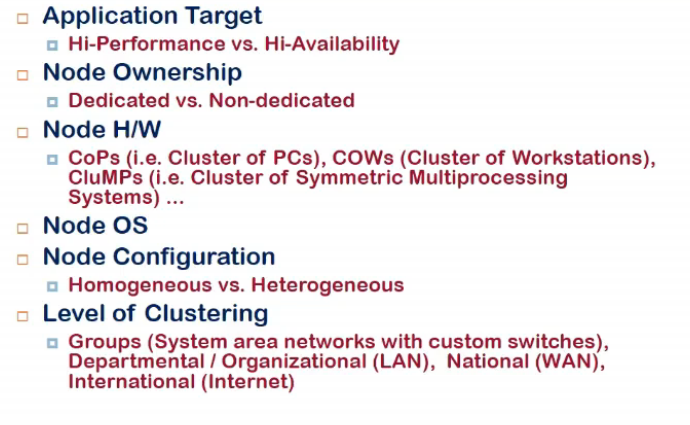 Application Target
Hi-Performance vs. Hi-Availability
Node Ownership
Dedicated vs. Non-dedicated
Node H/W
CoPs (i.e. Cluster of PCs), COWs (Cluster of Workstations),
CluMPs (i.e. Cluster of Symmetric Multiprocessing
Systems) ...
Node OS
Node Configuration
Homogeneous vs. Heterogeneous
Level of Clustering
Groups (System area networks with custom switches),
Departmental / Organizational (LAN), National (WAN),
International (Internet)